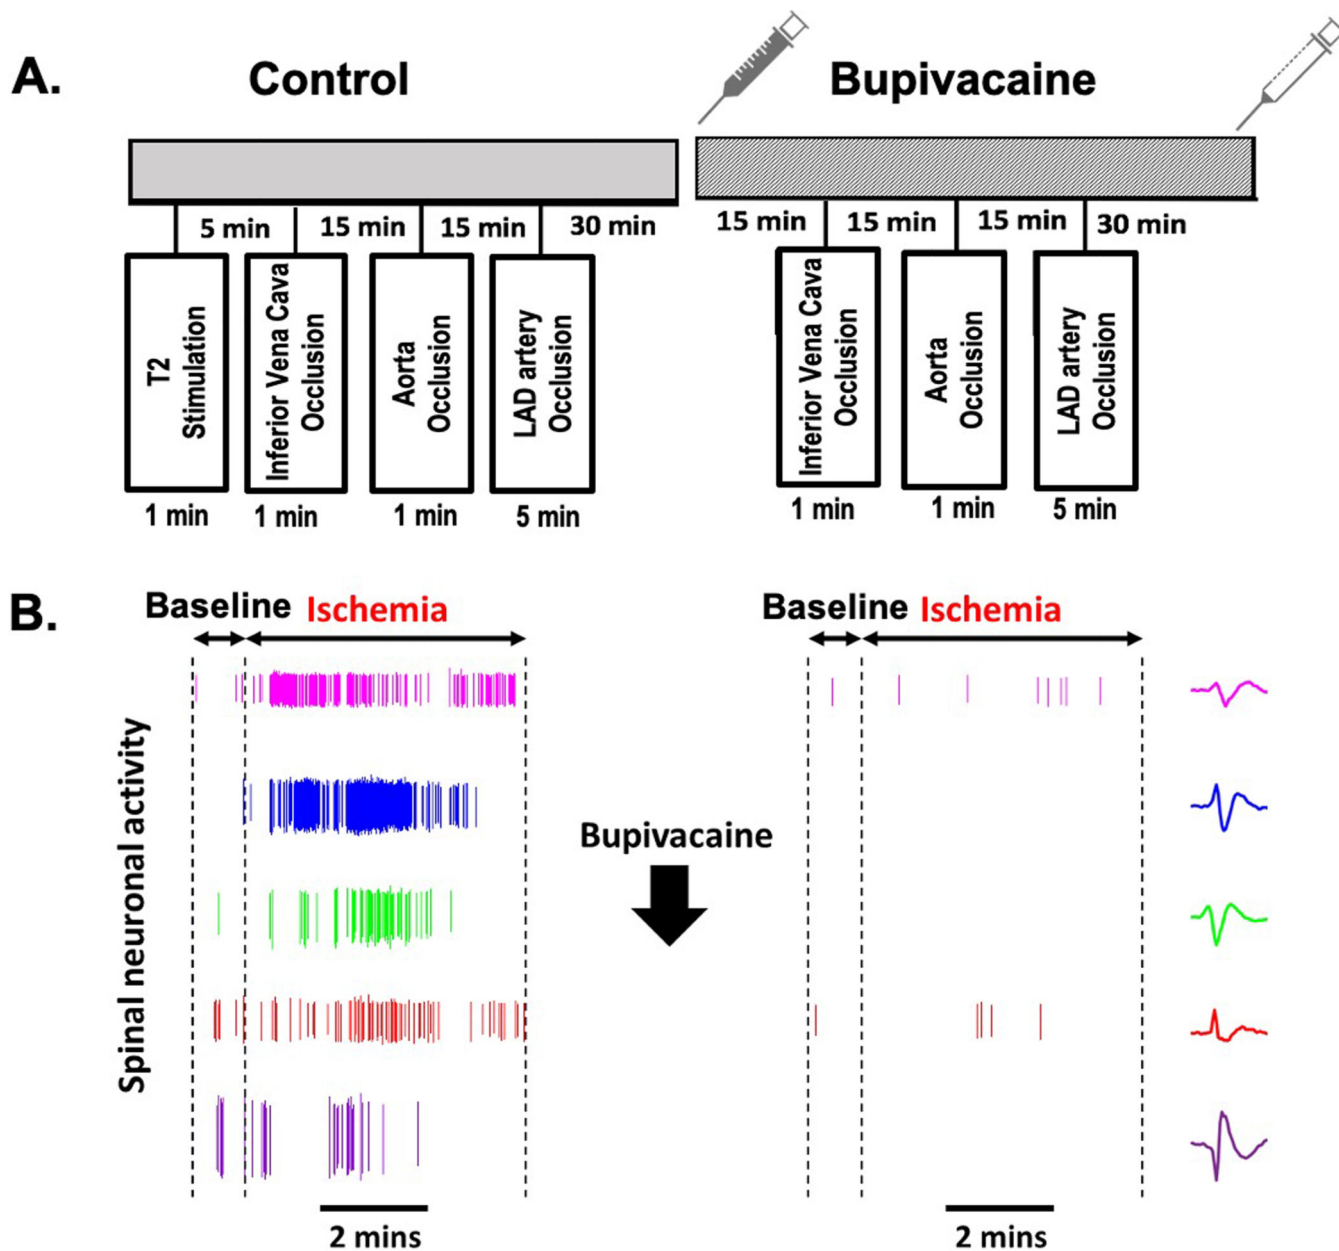 A.
Control
Bupivacaine
5 min
15 min
15 min
30 min
15 min
15 min
15 min
30 min
T2
Stimulation
Inferior Vena Cava
Occlusion
Aorta
Occlusion
LAD artery
Occlusion
Inferior Vena Cava
Occlusion
Aorta
Occlusion
LAD artery
Occlusion
1 min
1 min
1 min
5 min
1 min
1 min
5 min
B.
Baseline
Ischemia
Baseline
Ischemia
Spinal neuronal activity
Bupivacaine
2 mins
2 mins